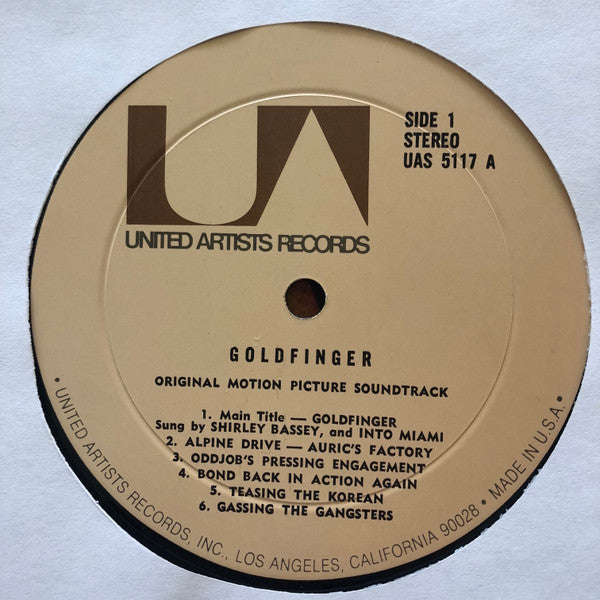 UA
UNITED ARTISTS RECORDS
SIDE 1
STEREO
UAS 5117 A
GOLDFINGER
ORIGINAL MOTION PICTURE SOUNDTRACK
1. Main Title — GOLDFINGER
Sung by SHIRLEY BASSEY, and INTO MIAMI
2. ALPINE DRIVE — AURIC'S FACTORY
3. ODDJOB'S PRESSING ENGAGEMENT
4. BOND BACK IN ACTION AGAIN
5. TEASING THE KOREAN
6. GASSING THE GANGSTERS
• UNITED ARTISTS RECORDS, INC., LOS ANGELES, CALIFORNIA 90028 • MADE IN U.S.A. •